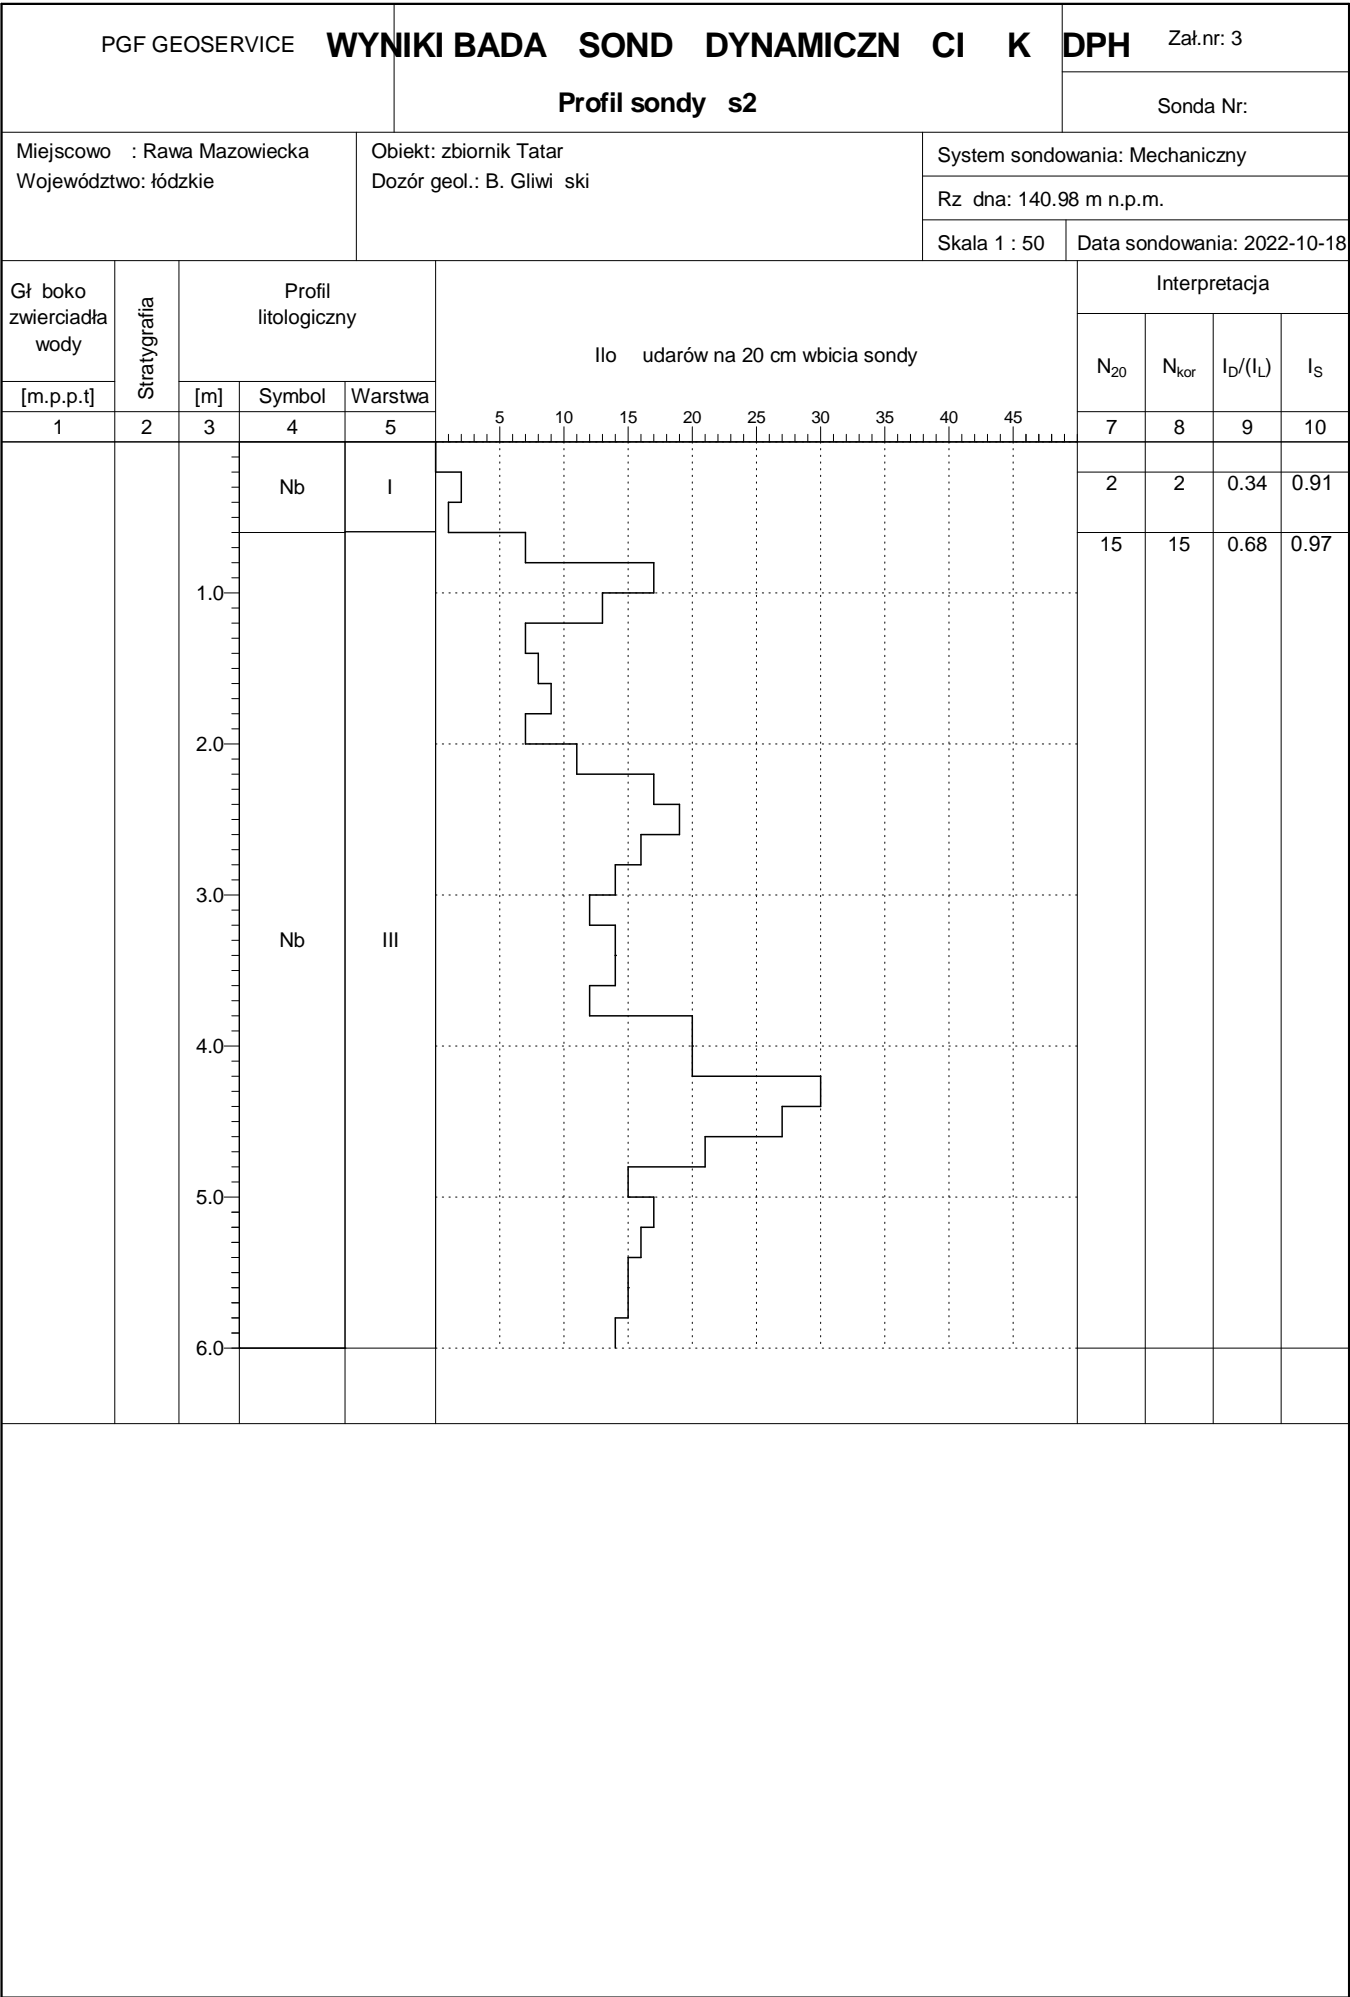 PGF GEOSERVICE
WYNIKI BADA SOND DYNAMICZN CI K DPH
Profil sondy s2
Zał.nr: 3
Sonda Nr:
Miejscowo : Rawa Mazowiecka
Województwo: łódzkie
Obiekt: zbiornik Tatar
Dozór geol.: B. Gliwi ski
System sondowania: Mechaniczny
Rz dna: 140.98 m n.p.m.
Skala 1 : 50
Data sondowania: 2022-10-18
Gł boko
zwierciadła
wody
[m.p.p.t]
Stratygrafia
Profil
litologiczny
[m] Symbol Warstwa
Ilo udarów na 20 cm wbicia sondy
Interpretacja
N20 Nkor ID/(IL) IS
5 10 15 20 25 30 35 40 45
1 2 3 4 5 7 8 9 10
Nb I 2 2 0.34 0.91
15 15 0.68 0.97
1.0
2.0
3.0
Nb III
4.0
5.0
6.0